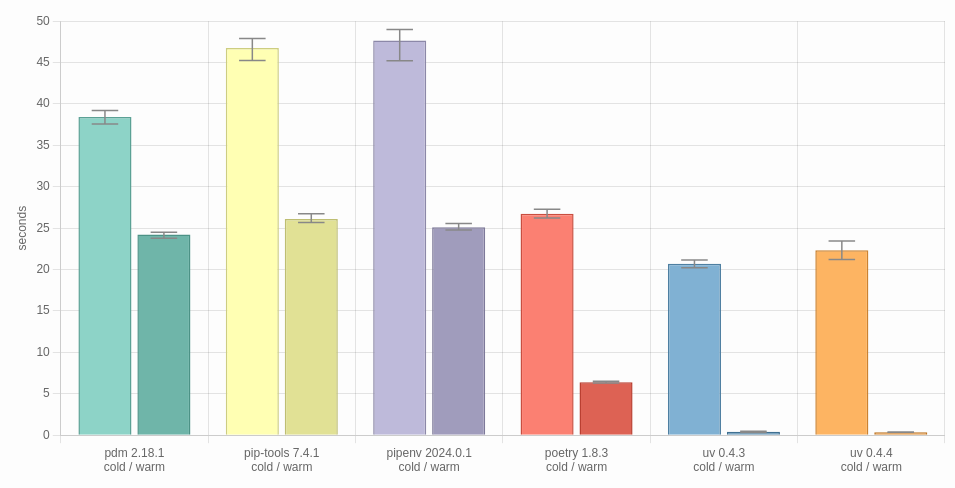 50
45
40
35
30
25
20
15
10
5
0
seconds
pdm 2.18.1
cold / warm
pip-tools 7.4.1
cold / warm
pipenv 2024.0.1
cold / warm
poetry 1.8.3
cold / warm
uv 0.4.3
cold / warm
uv 0.4.4
cold / warm